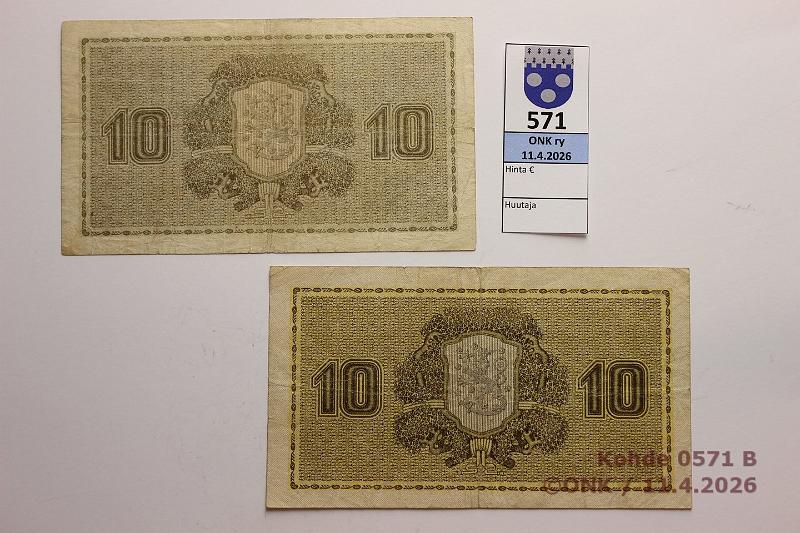 10 10
571
ONK ry
11.4.2026
Hinta €
Huutaja
10 10
Kohde 0571 B
©ONK / 11.4.2026